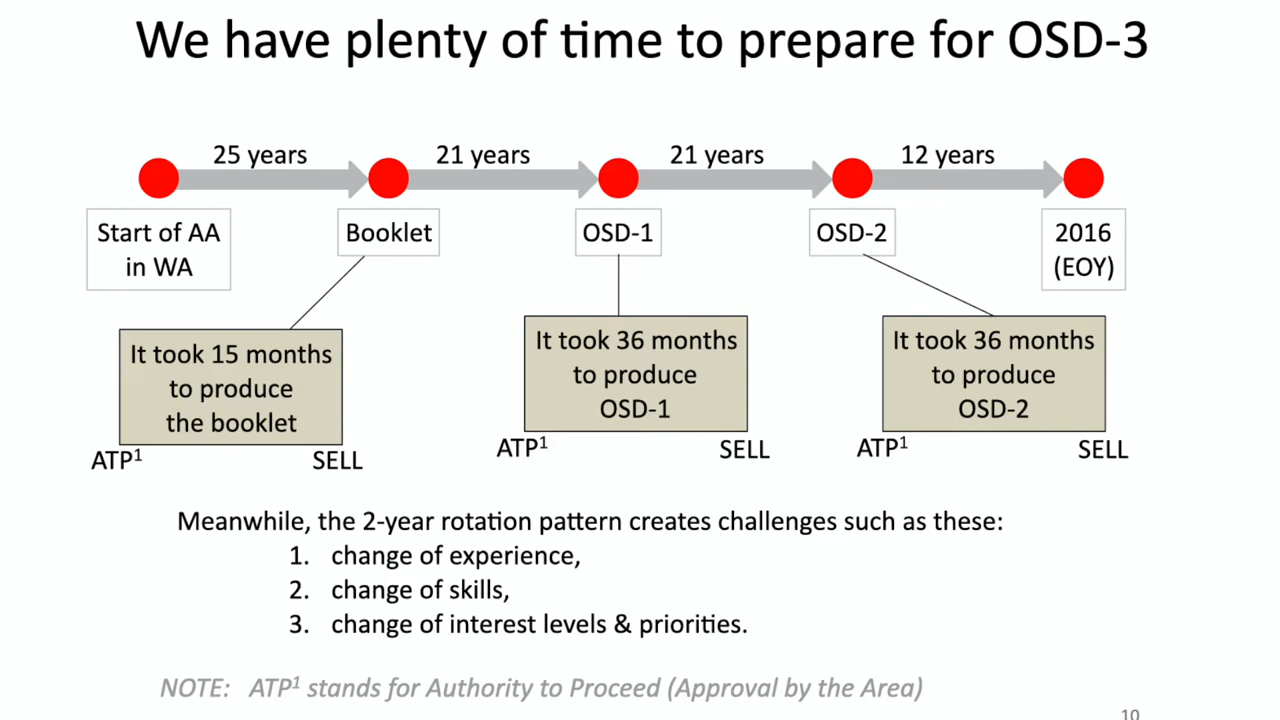 We have plenty of time to prepare for OSD-3
25 years
21 years
21 years
12 years
Start of AA
in WA
Booklet
OSD-1
OSD-2
2016
(EOY)
It took 15 months
to produce
the booklet
It took 36 months
to produce
OSD-1
It took 36 months
to produce
OSD-2
ATP¹
SELL
ATP¹
SELL
ATP¹
SELL
Meanwhile, the 2-year rotation pattern creates challenges such as these:
1. change of experience,
2. change of skills,
3. change of interest levels & priorities.
NOTE: ATP¹ stands for Authority to Proceed (Approval by the Area)
10